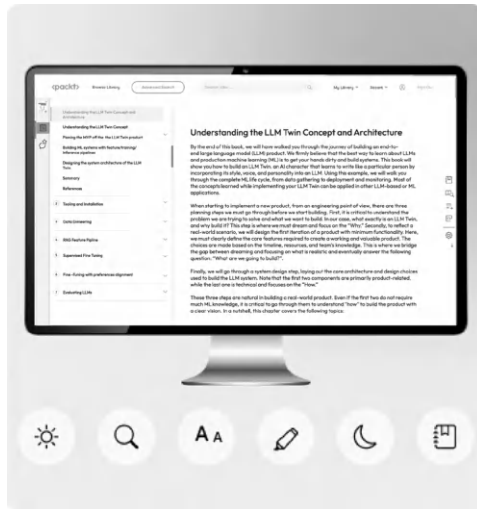 <packt>
Browse Library
Advanced Search
My Library
Understanding the LLM Twin Concept and
Architecture
Understanding the LLM Twin Concept
Planning the MVP of the LLM Twin product
Building ML systems with feature/training/
inference pipelines
Designing the system architecture of the LLM
Twin
Summary
References
Tooling and Installation
Data Engineering
RAG Feature Pipeline
Supervised Fine Tuning
Fine-Tuning with preferences alignment
Evaluating LLMs
Understanding the LLM Twin Concept and Architecture
By the end of this book, we will have walked you through the journey of building an end-to-
end large language model (LLM) product. We firmly believe that the best way to learn about LLMs
and production machine learning (ML) is to get your hands dirty and build systems. This book will
show you how to build an LLM Twin, an AI character that learns to write like a particular person by
incorporating its style, voice, and personality into an LLM. Using this example, we will walk you
through the complete ML life cycle, from data gathering to deployment and monitoring. Most of
the concepts learned while implementing your LLM Twin can be applied in other LLM-based or ML
applications.
When starting to implement a new product, from an engineering point of view, there are three
planning steps we must go through before we start building. First, it is critical to understand the
problem we are trying to solve and what we want to build. In our case, what exactly is an LLM Twin,
and why build it? This step is where we must dream and focus on the "Why." Secondly, to reflect a
real-world scenario, we will design the first iteration of a product with minimum functionality. Here,
we must clearly define the core features required to create a working and valuable product. The
choices are made based on the timeline, resources, and team's knowledge. This is where we bridge
the gap between dreaming and focusing on what is realistic and eventually answer the following
question: "What are we going to build?".
Finally, we will go through a system design step, laying out the core architecture and design choices
used to build the LLM system. Note that the first two components are primarily product-related,
while the last one is technical and focuses on the "How."
These three steps are natural in building a real-world product. Even if the first two do not require
much ML knowledge, it is critical to go through them to understand "how" to build the product with
a clear vision. In a nutshell, this chapter covers the following topics:
A A